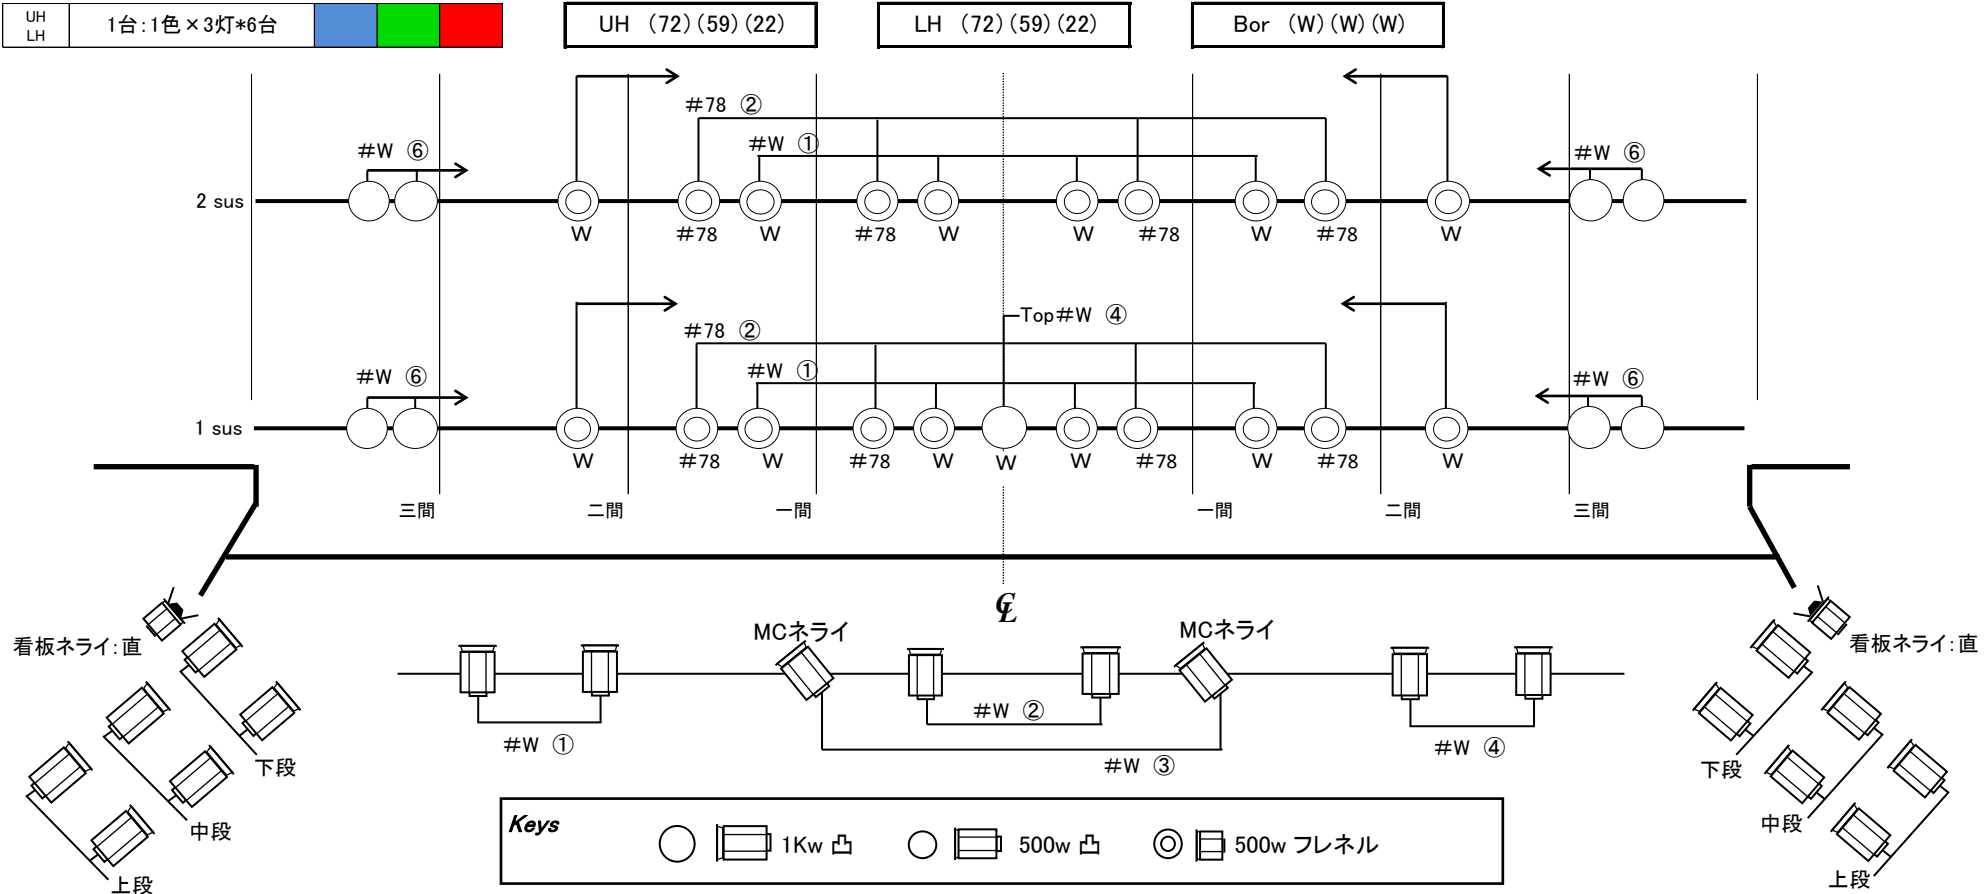 UH
LH
1台:1色×3灯*6台
UH (72)(59)(22)
LH (72)(59)(22)
Bor (W)(W)(W)
#78 ②
#W ①
#W ⑥
#W ⑥
2 sus
W
#78
W
#78
W
W
#78
W
#78
W
Top#W ④
#78 ②
#W ①
#W ⑥
#W ⑥
1 sus
W
#78
W
#78
W
W
W
#78
W
#78
W
三間
二間
一間
一間
二間
三間
CL
看板ネライ:直
MCネライ
MCネライ
看板ネライ:直
#W ②
#W ①
#W ④
#W ③
下段
中段
上段
下段
中段
上段
Keys
1Kw 凸
500w 凸
500w フレネル